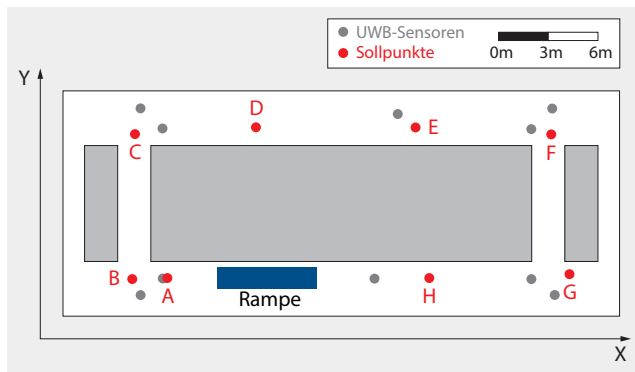 UWB-Sensoren
Sollpunkte
0m 3m 6m
Y
D
E
C
F
B
A
H
G
Rampe
X